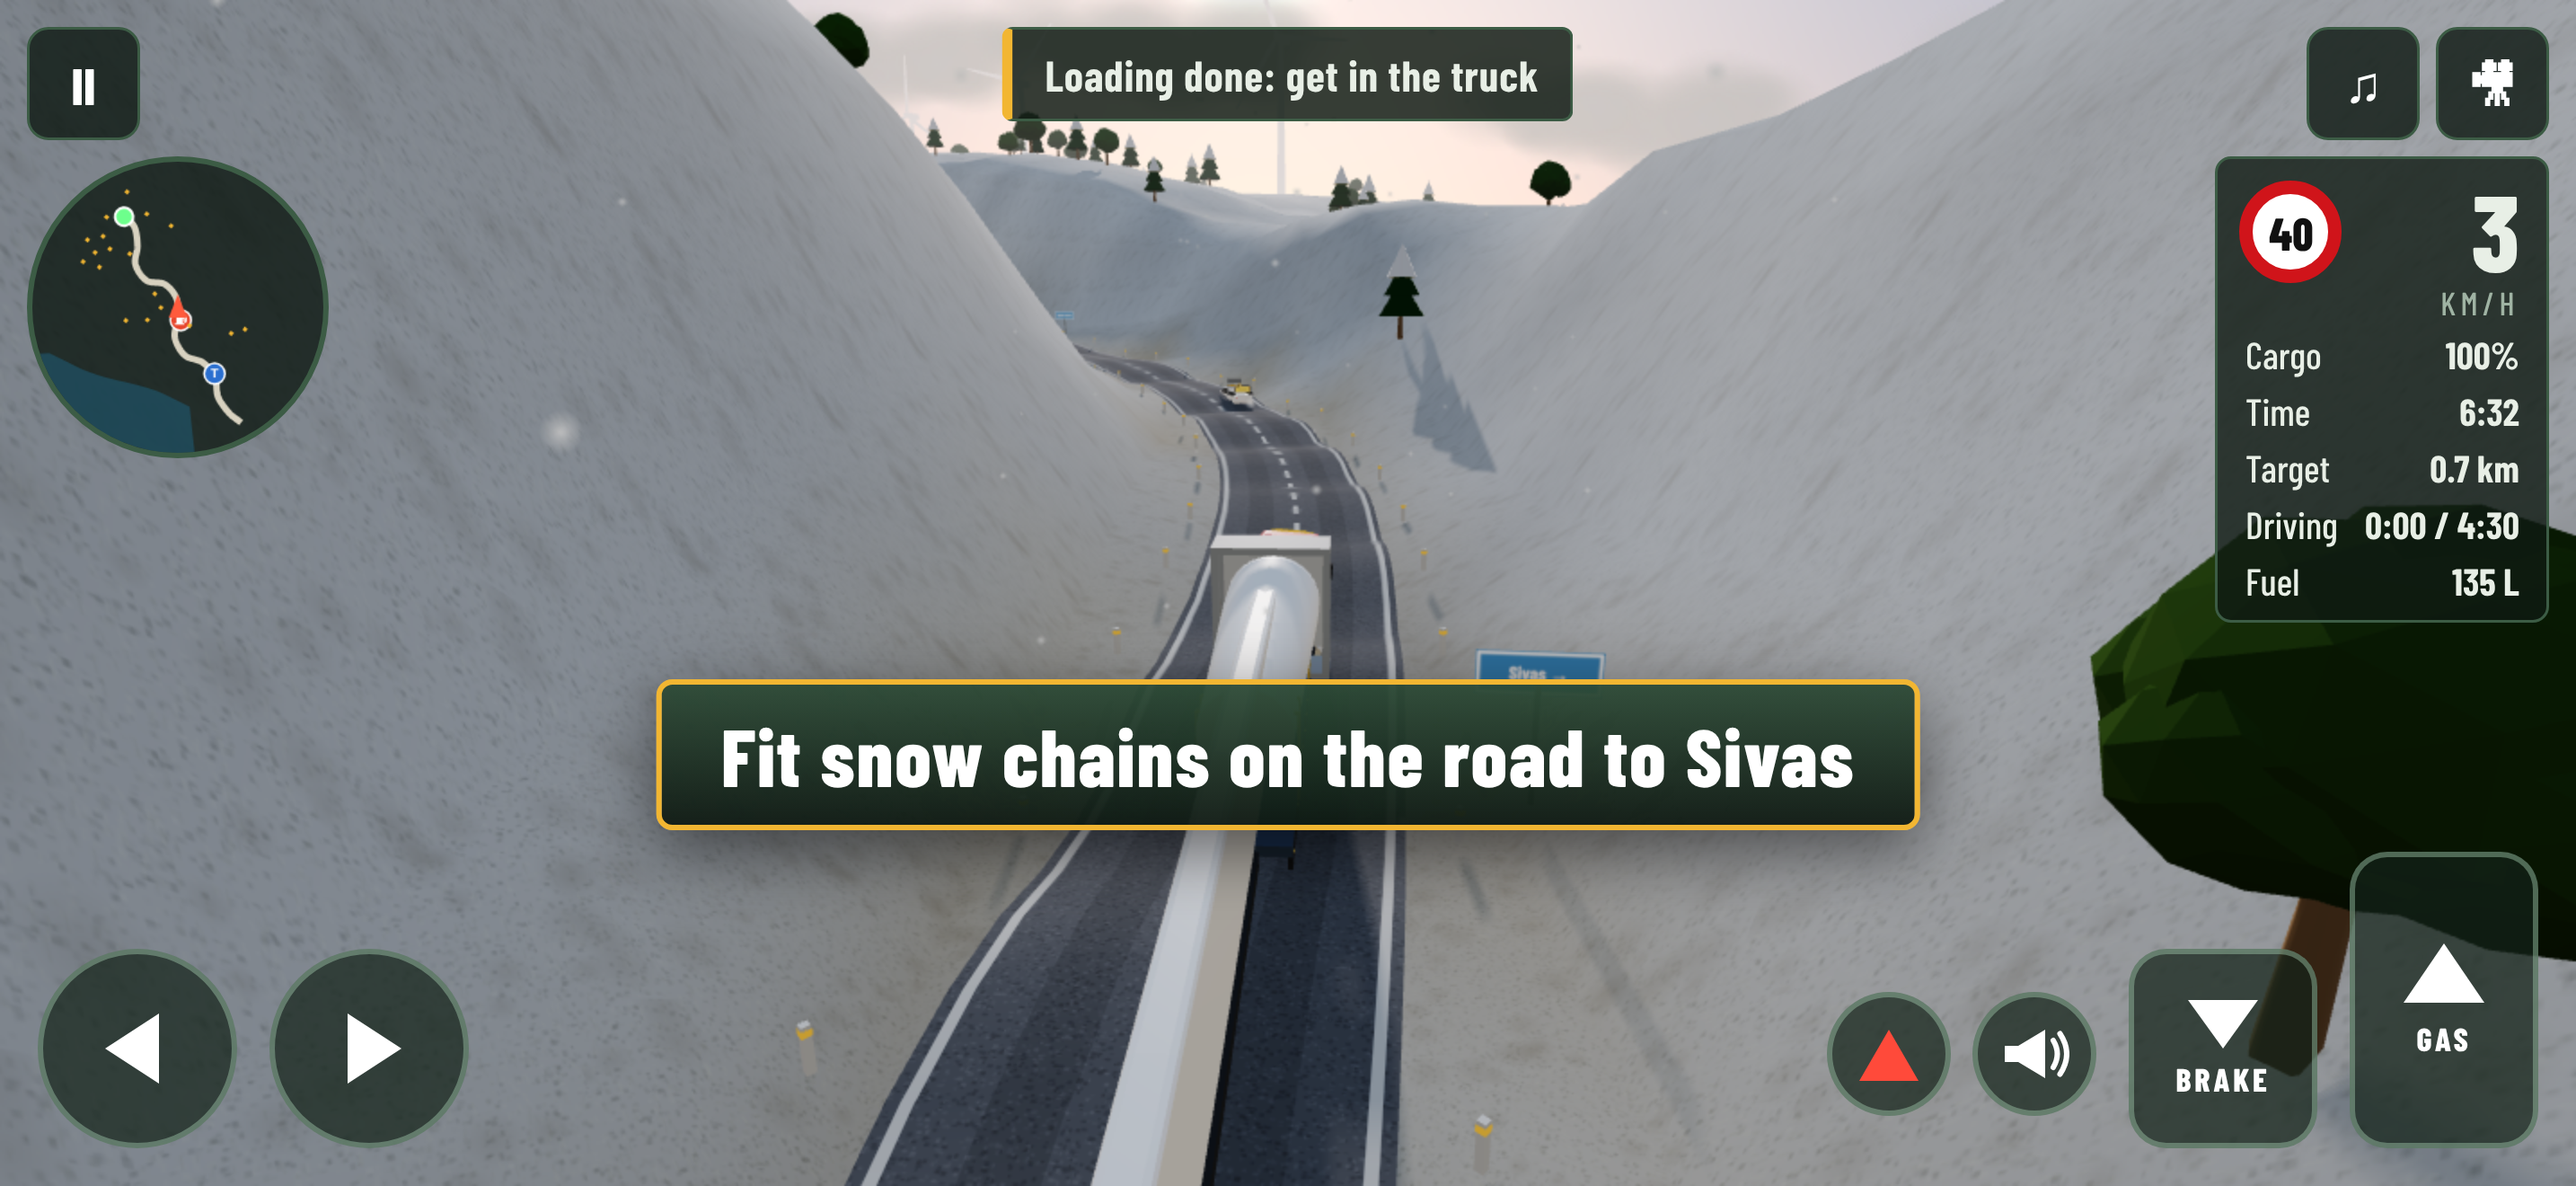 Loading done: get in the truck
40
3
KM/H
Cargo 100%
Time 6:32
Target 0.7 km
Driving 0:00 / 4:30
Fuel 135 L
T
Sivas
Fit snow chains on the road to Sivas
BRAKE
GAS